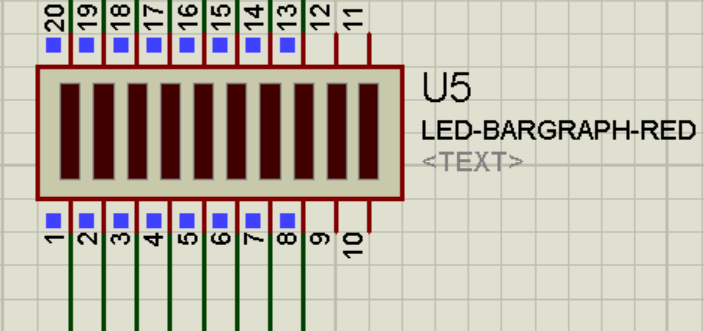 20 19 18 17 16 15 14 13 12 11
U5
LED-BARGRAPH-RED
<TEXT>
1 2 3 4 5 6 7 8 9 10